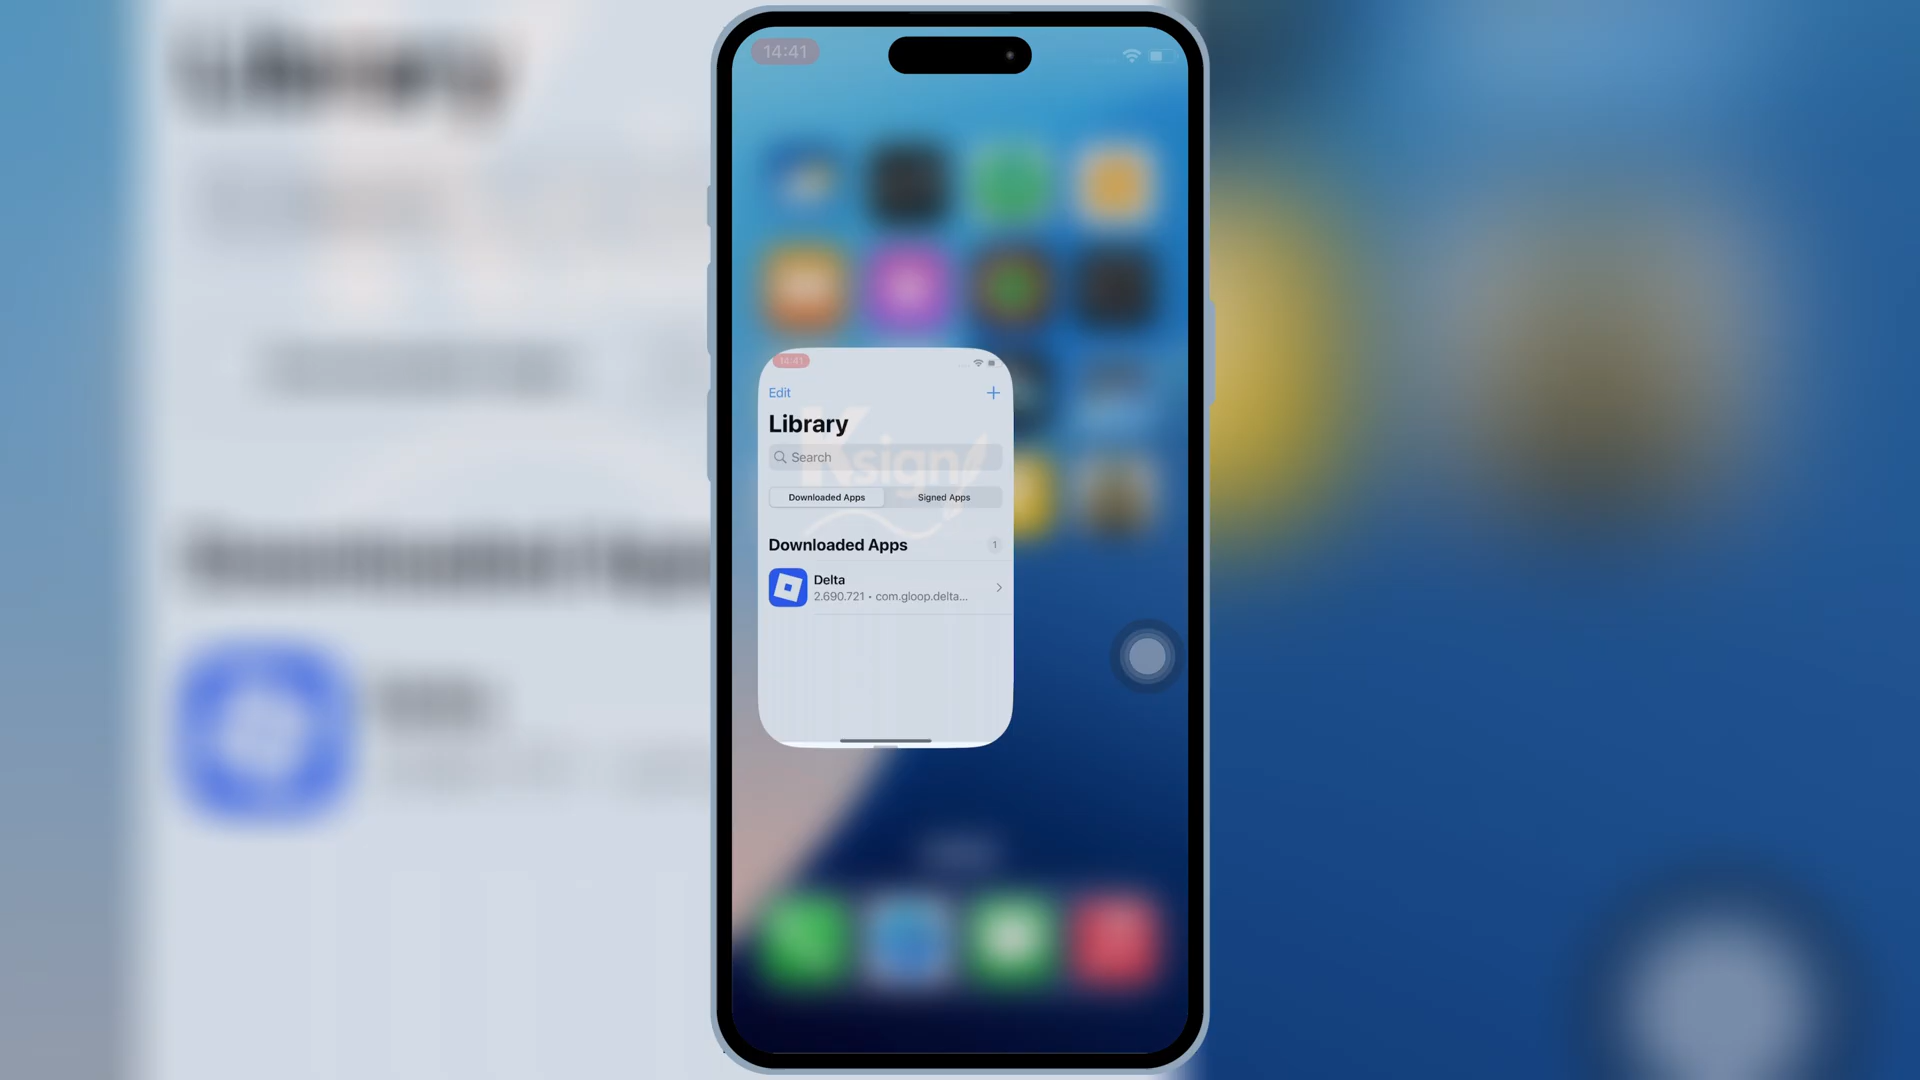 14:41
14:41
Edit
Library
Ksign
Search
Downloaded Apps
Signed Apps
Downloaded Apps
1
Delta
2.690.721 • com.gloop.delta...